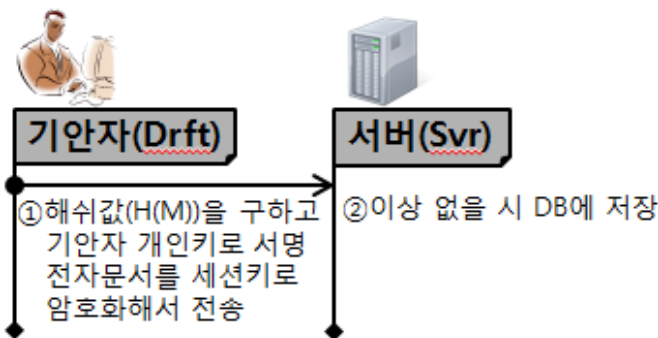 기안자(Drft)
서버(Svr)
①해쉬값(H(M))을 구하고
기안자 개인키로 서명
전자문서를 세션키로
암호화해서 전송
②이상 없을 시 DB에 저장